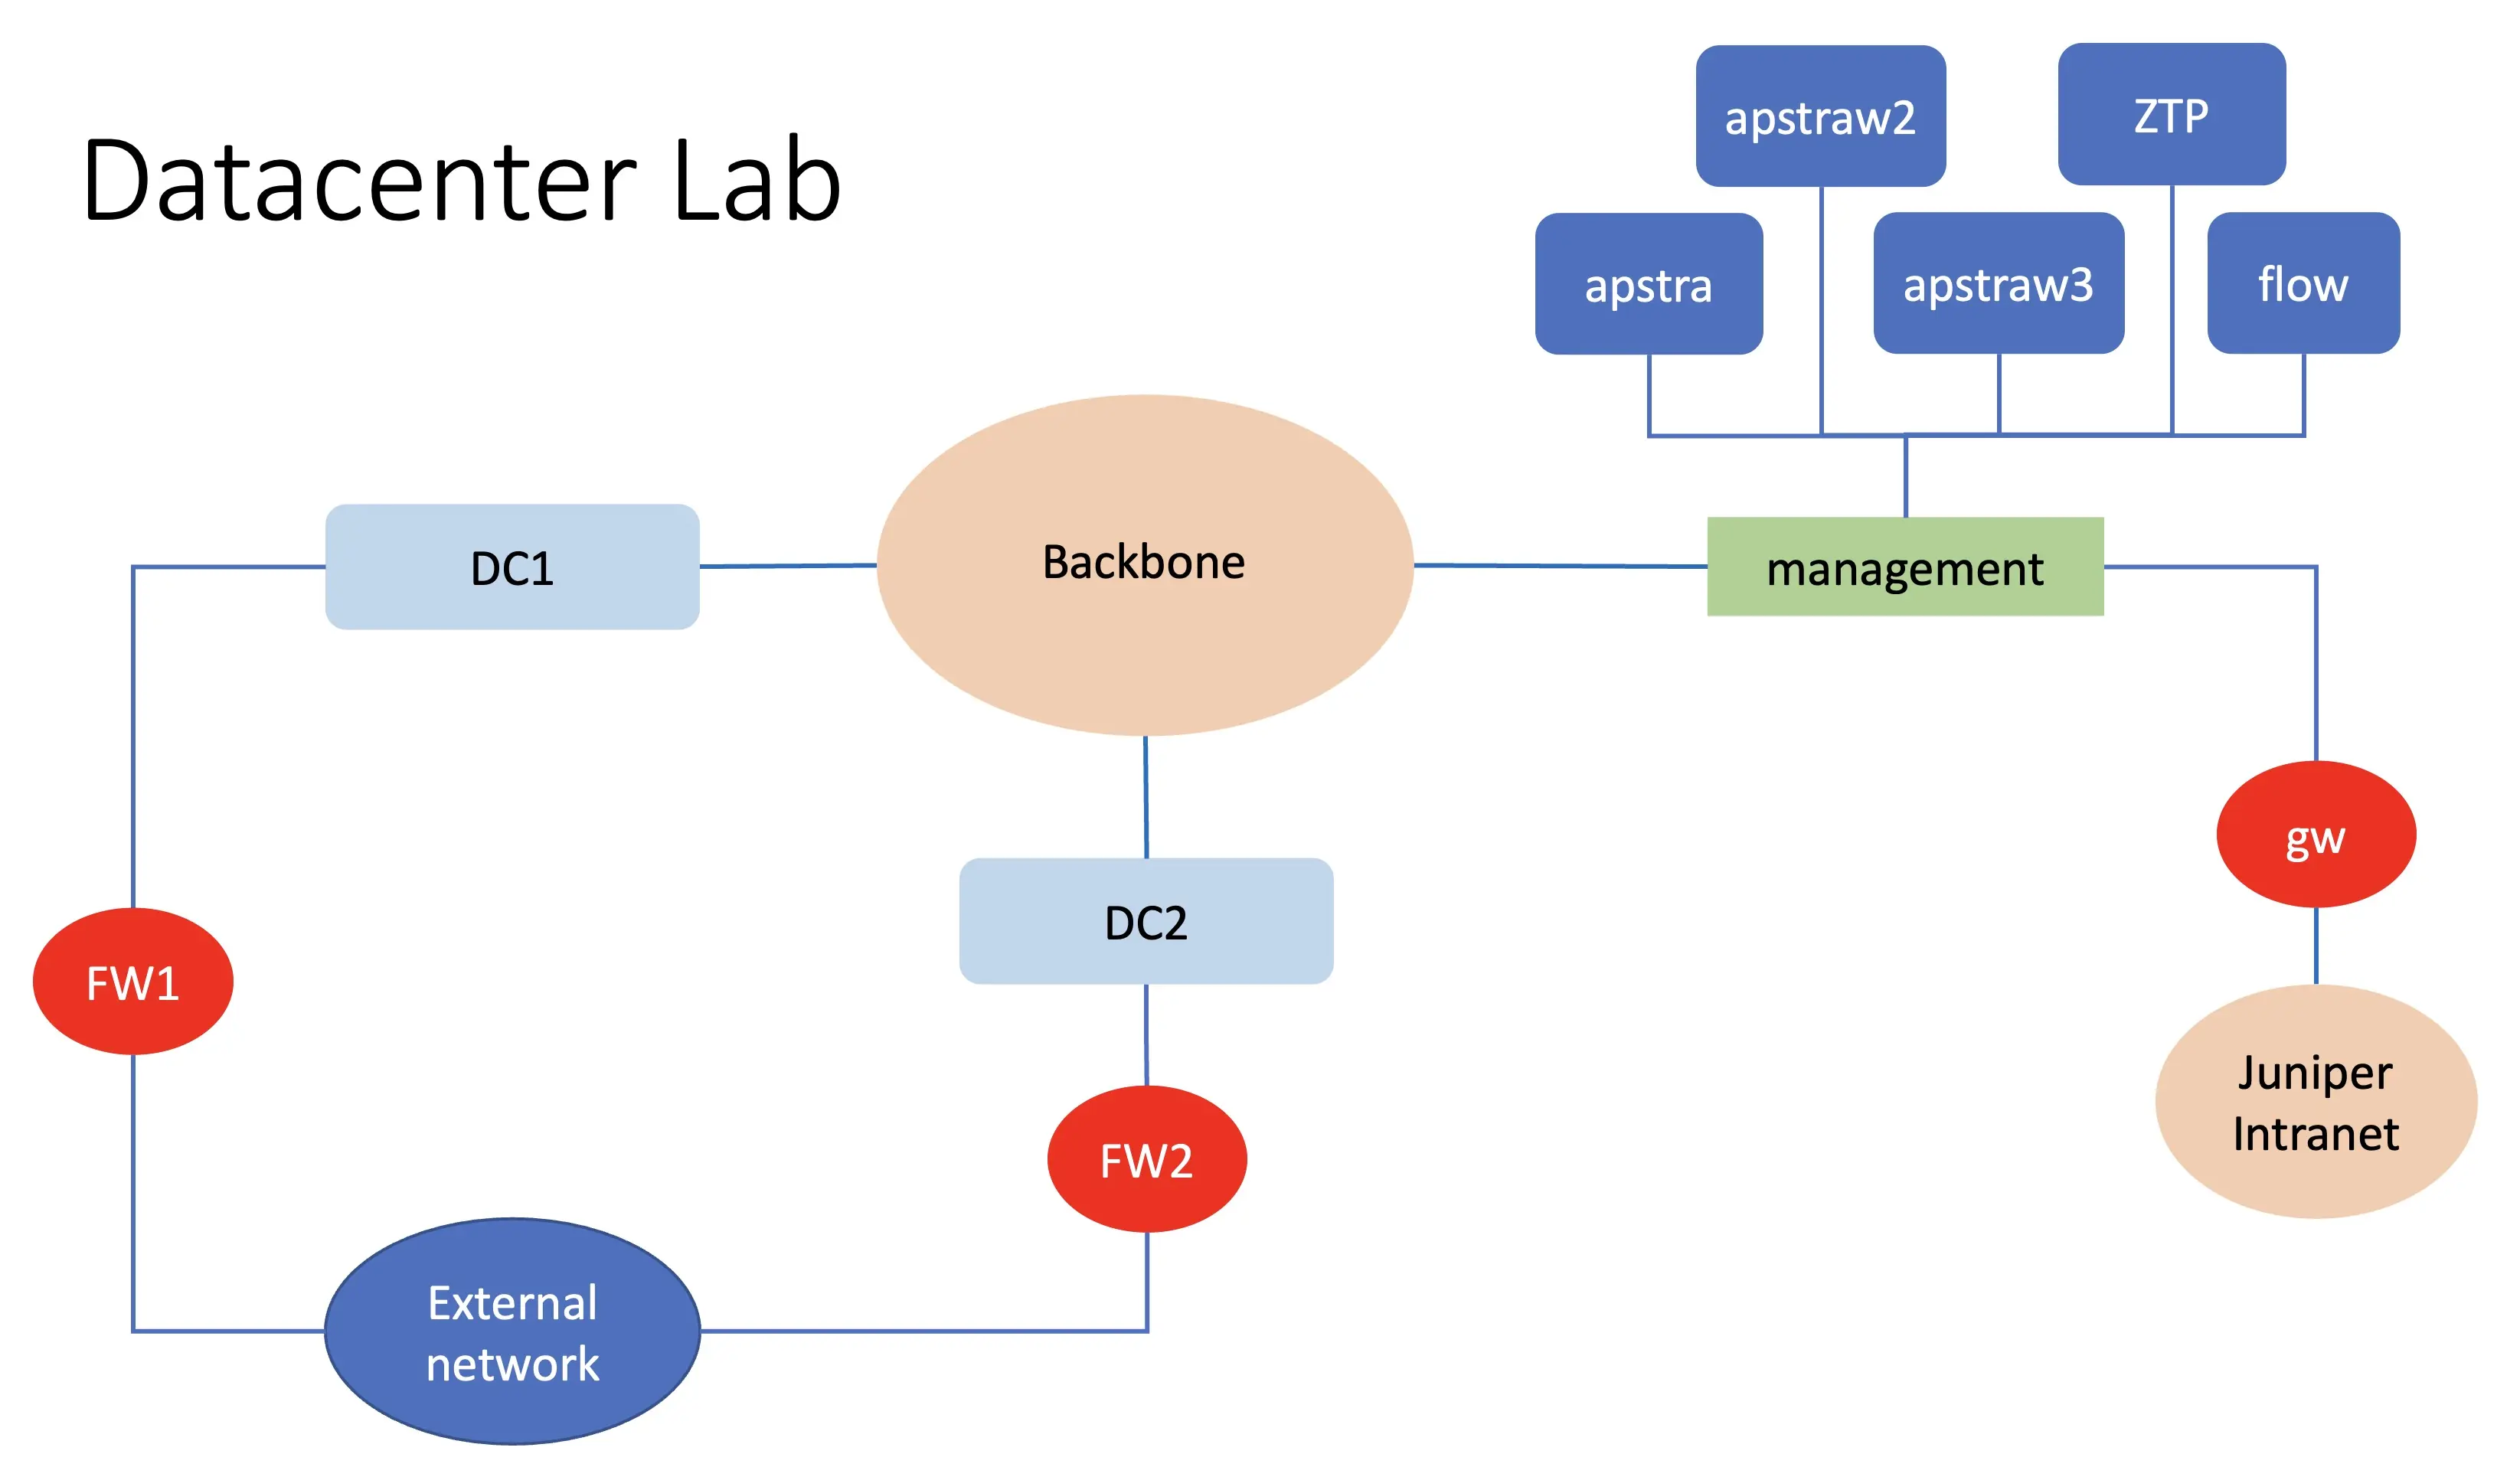 Datacenter Lab
apstraw2
ZTP
apstra
apstraw3
flow
DC1
Backbone
management
gw
DC2
FW1
Juniper
Intranet
FW2
External
network